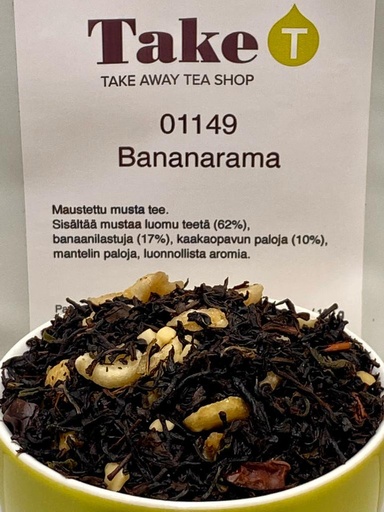 Take T
TAKE AWAY TEA SHOP
01149
Bananarama
Maustettu musta tee.
Sisältää mustaa luomu teetä (62%),
banaanilastuja (17%), kaakaopavun paloja (10%),
mantelin paloja, luonnollista aromia.